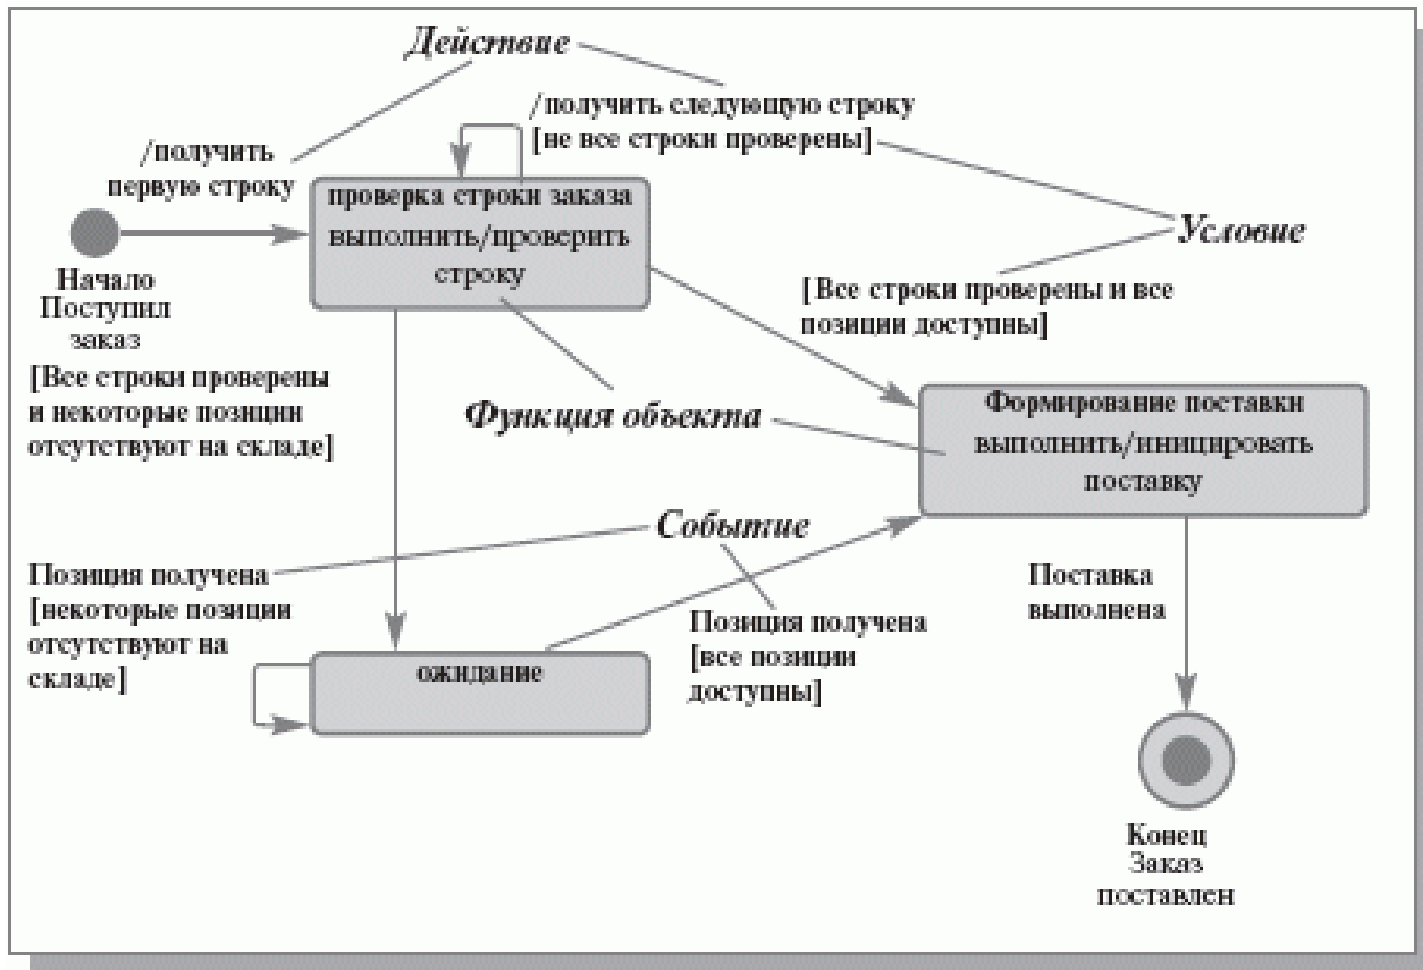 Действие
/получить следующую строку
[не все строки проверены]
/получить
первую строку
проверка строки заказа
выполнить/проверить
строку
Условие
Начало
Поступил
заказ
[Все строки проверены и все
позиции доступны]
[Все строки проверены
и некоторые позиции
отсутствуют на складе]
Функция объекта
Формирование поставки
выполнить/иницировать
поставку
Событие
Позиция получена
[некоторые позиции
отсутствуют на
складе]
Позиция получена
[все позиции
доступны]
Поставка
выполнена
ожидание
Конец
Заказ
поставлен